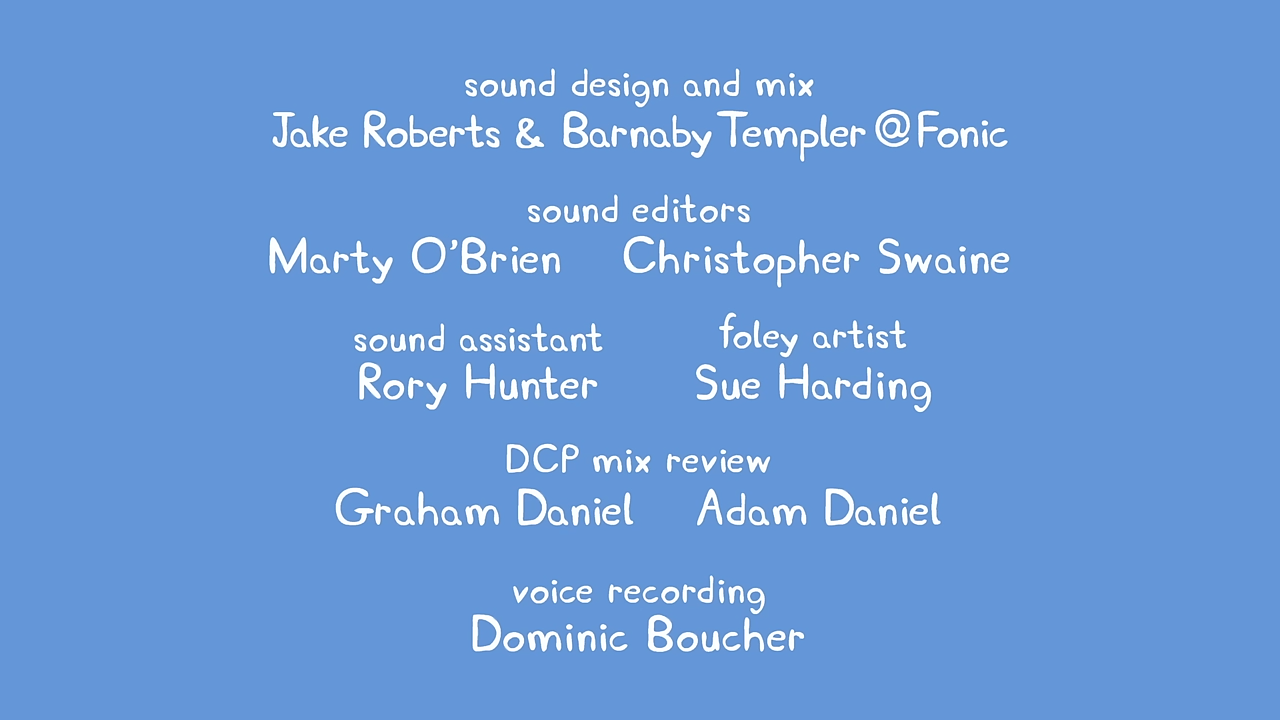 sound design and mix
Jake Roberts & Barnaby Templer @ Fonic
sound editors
Marty O'Brien Christopher Swaine
sound assistant foley artist
Rory Hunter Sue Harding
DCP mix review
Graham Daniel Adam Daniel
voice recording
Dominic Boucher